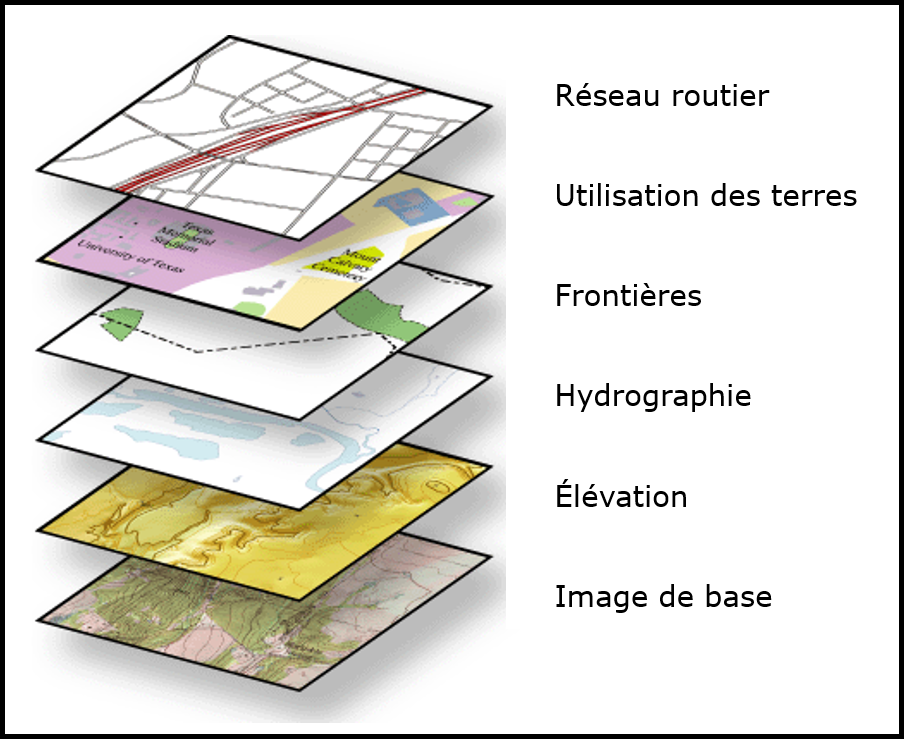 Réseau routier
Utilisation des terres
Texas
Memorial
Stadium
University of Texas
Mount
Calvary
Cemetery
Frontières
Hydrographie
Élévation
Image de base